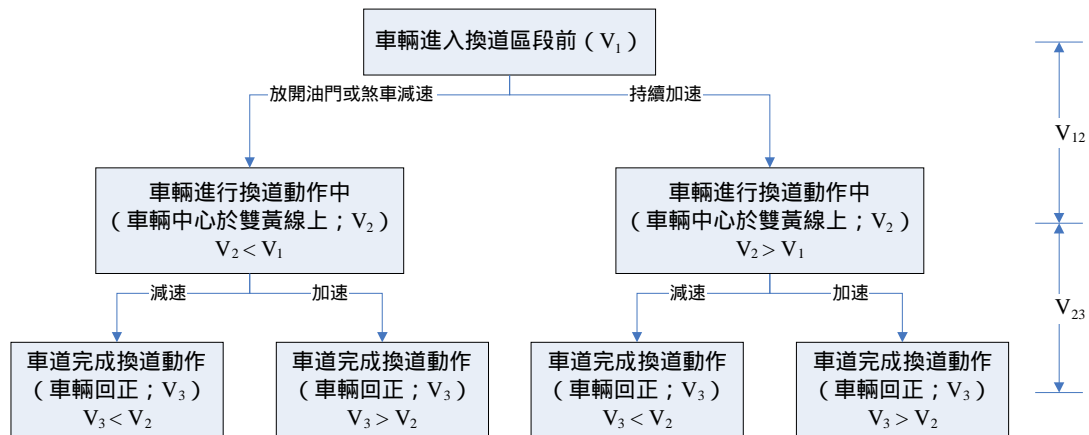 車輛進入換道區段前（V₁）
放開油門或煞車減速
持續加速
V₁₂
車輛進行換道動作中
（車輛中心於雙黃線上；V₂）
V₂ < V₁
車輛進行換道動作中
（車輛中心於雙黃線上；V₂）
V₂ > V₁
減速
加速
減速
加速
V₂₃
車道完成換道動作
（車輛回正；V₃）
V₃ < V₂
車道完成換道動作
（車輛回正；V₃）
V₃ > V₂
車道完成換道動作
（車輛回正；V₃）
V₃ < V₂
車道完成換道動作
（車輛回正；V₃）
V₃ > V₂